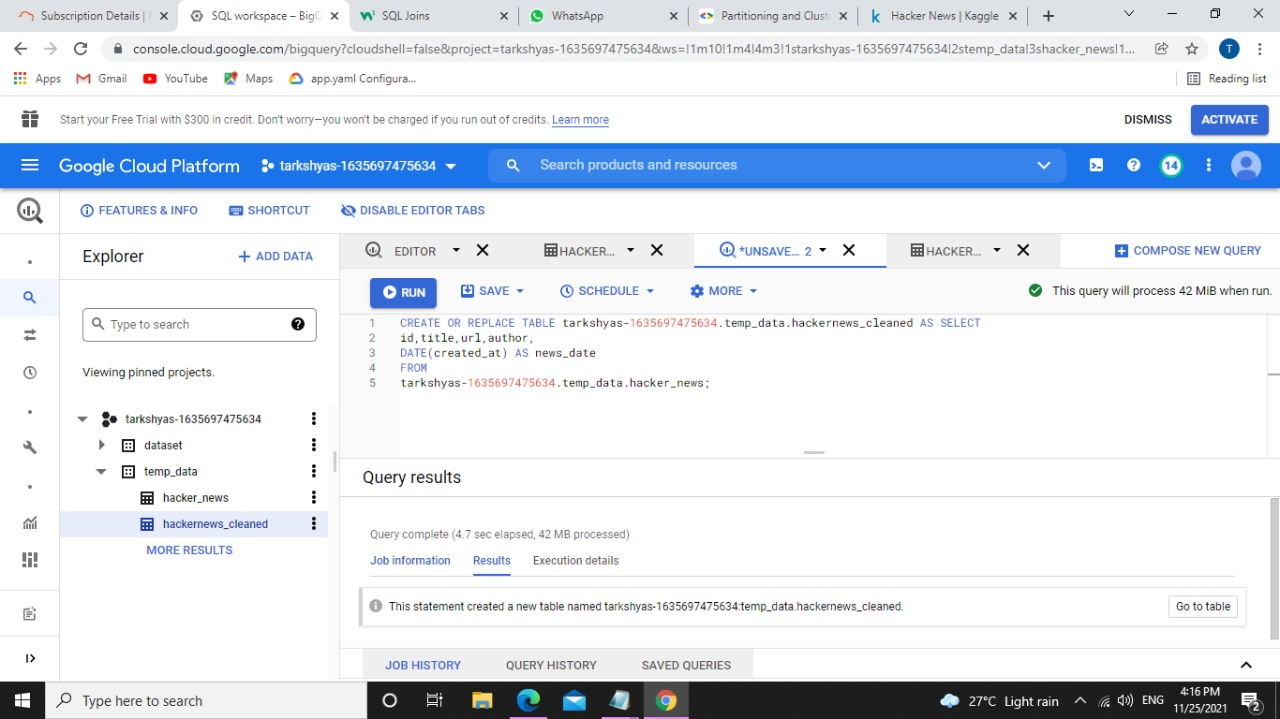 Subscription Details | N
SQL workspace – BigQ
SQL Joins
WhatsApp
Partitioning and Clust
Hacker News | Kaggle
console.cloud.google.com/bigquery?cloudshell=false&project=tarkshyas-1635697475634&ws=!1m10!1m4!4m3!1starkshyas-1635697475634!2stemp_data!3shacker_news!1...
T
Apps
Gmail
YouTube
Maps
app.yaml Configura...
Reading list
Start your Free Trial with $300 in credit. Don't worry—you won't be charged if you run out of credits. Learn more
DISMISS
ACTIVATE
Google Cloud Platform
tarkshyas-1635697475634
Search products and resources
14
FEATURES & INFO
SHORTCUT
DISABLE EDITOR TABS
Explorer
+ ADD DATA
EDITOR
HACKER...
*UNSAVE... 2
HACKER...
COMPOSE NEW QUERY
RUN
SAVE
SCHEDULE
MORE
This query will process 42 MiB when run.
Type to search
Viewing pinned projects.
tarkshyas-1635697475634
dataset
temp_data
hacker_news
hackernews_cleaned
MORE RESULTS
1 CREATE OR REPLACE TABLE tarkshyas-1635697475634.temp_data.hackernews_cleaned AS SELECT
2 id,title,url,author,
3 DATE(created_at) AS news_date
4 FROM
5 tarkshyas-1635697475634.temp_data.hacker_news;
Query results
Query complete (4.7 sec elapsed, 42 MB processed)
Job information
Results
Execution details
This statement created a new table named tarkshyas-1635697475634:temp_data.hackernews_cleaned.
Go to table
JOB HISTORY
QUERY HISTORY
SAVED QUERIES
Type here to search
27°C Light rain
ENG
4:16 PM
11/25/2021
2